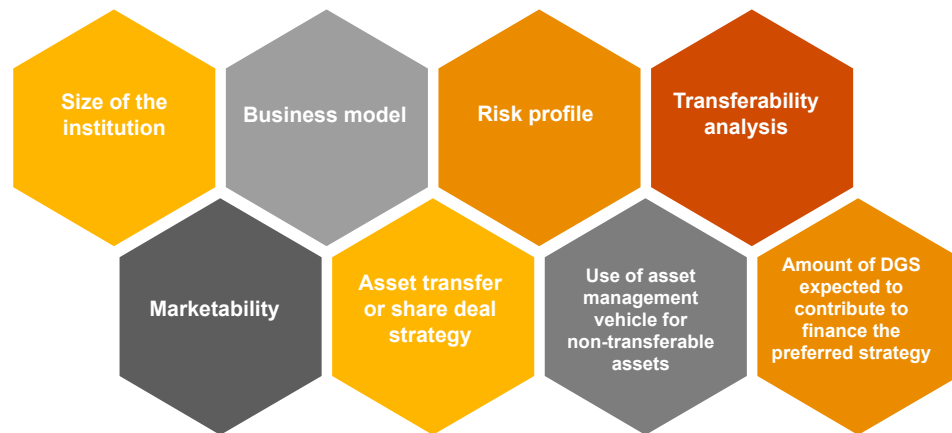 Size of the
institution
Business model
Risk profile
Transferability
analysis
Marketability
Asset transfer
or share deal
strategy
Use of asset
management
vehicle for
non-transferable
assets
Amount of DGS
expected to
contribute to
finance the
preferred strategy